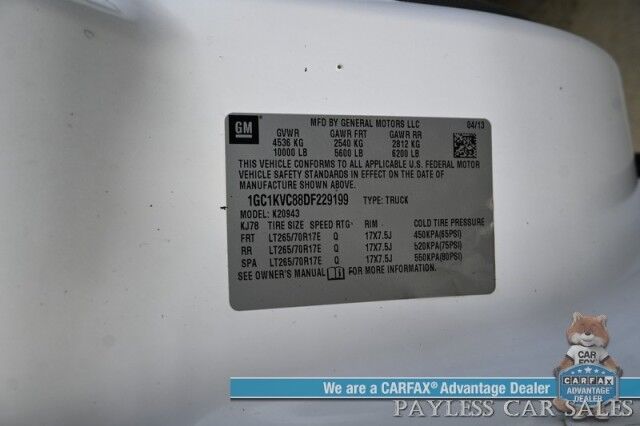 GM
MFD BY GENERAL MOTORS LLC 04/13
GVWR GAWR FRT GAWR RR
4536 KG 2540 KG 2812 KG
10000 LB 5600 LB 6200 LB
THIS VEHICLE CONFORMS TO ALL APPLICABLE U.S. FEDERAL MOTOR
VEHICLE SAFETY STANDARDS IN EFFECT ON THE DATE OF
MANUFACTURE SHOWN ABOVE.
1GC1KVC88DF229199 TYPE: TRUCK
MODEL: K20943
KJ78 TIRE SIZE SPEED RTG RIM COLD TIRE PRESSURE
FRT LT265/70R17E Q 17X7.5J 450KPA(65PSI)
RR LT265/70R17E Q 17X7.5J 520KPA(75PSI)
SPA LT265/70R17E Q 17X7.5J 550KPA(80PSI)
SEE OWNER'S MANUAL FOR MORE INFORMATION.
CAR
FOX
We are a CARFAX® Advantage Dealer
CARFAX
ADVANTAGE
DEALER
PAYLESS CAR SALES